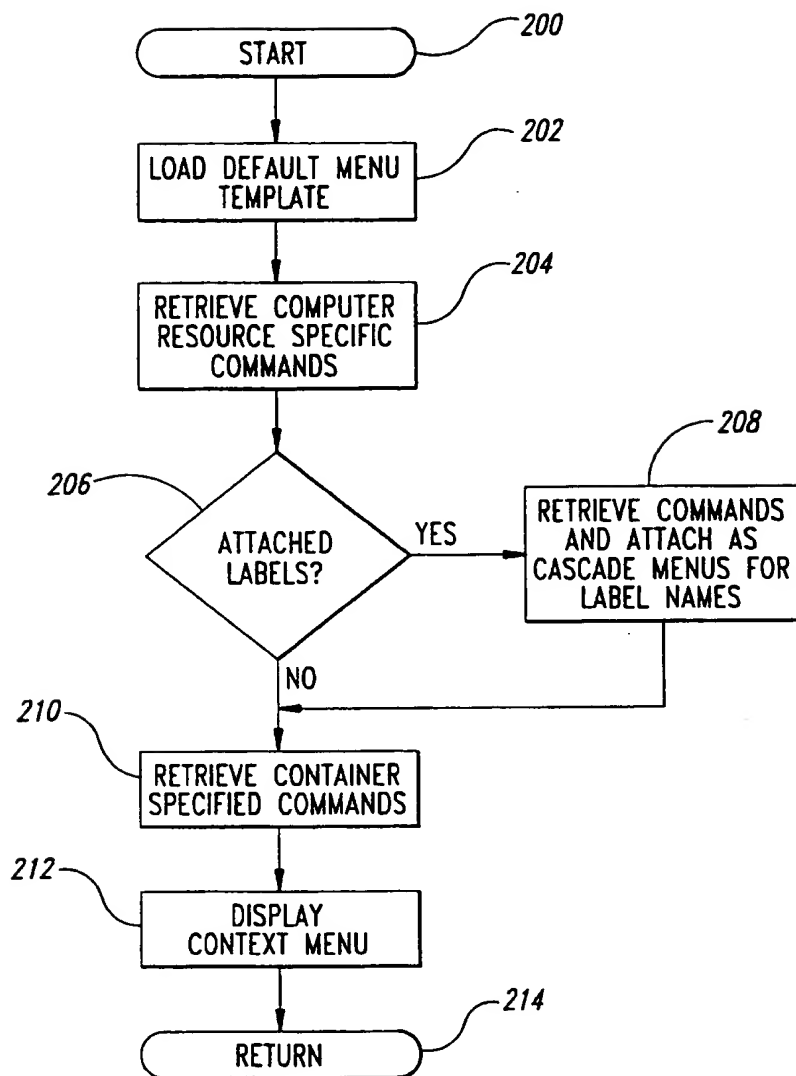 200
START
202
LOAD DEFAULT MENU
TEMPLATE
204
RETRIEVE COMPUTER
RESOURCE SPECIFIC
COMMANDS
206
ATTACHED
LABELS?
YES
208
RETRIEVE COMMANDS
AND ATTACH AS
CASCADE MENUS FOR
LABEL NAMES
NO
210
RETRIEVE CONTAINER
SPECIFIED COMMANDS
212
DISPLAY
CONTEXT MENU
214
RETURN